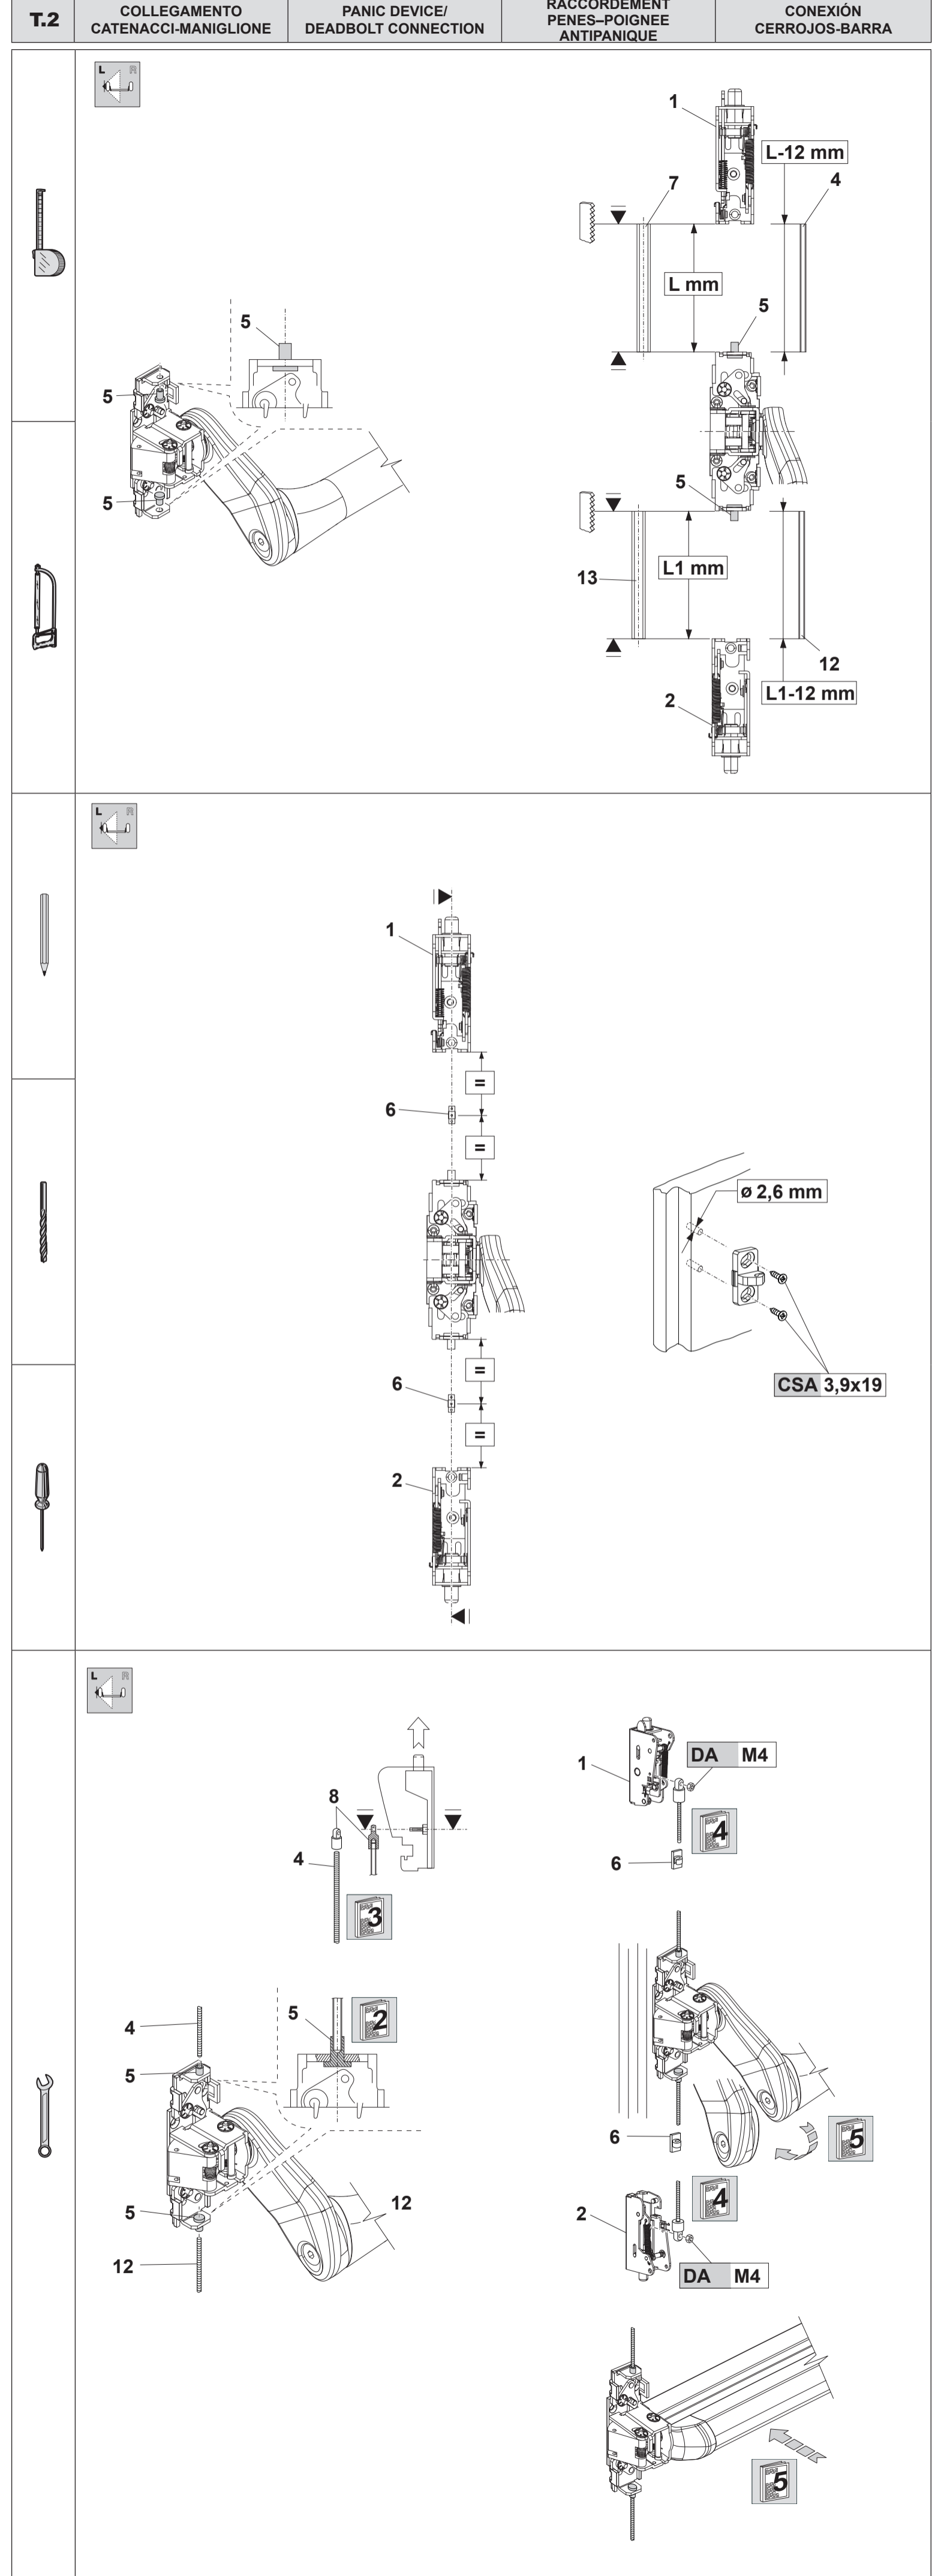 T.2
COLLEGAMENTO
CATENACCI-MANIGLIONE
PANIC DEVICE/
DEADBOLT CONNECTION
RACCORDEMENT
PENES–POIGNEE
ANTIPANIQUE
CONEXIÓN
CERROJOS-BARRA
L R
1
L-12 mm
7
4
L mm
5
5
5
5
5
13
L1 mm
12
L1-12 mm
2
L R
1
=
6
=
ø 2,6 mm
CSA 3,9x19
=
6
=
2
L R
1
DA M4
8
4
4
6
3
4
5
2
5
6
5
4
2
5
12
12
DA M4
5